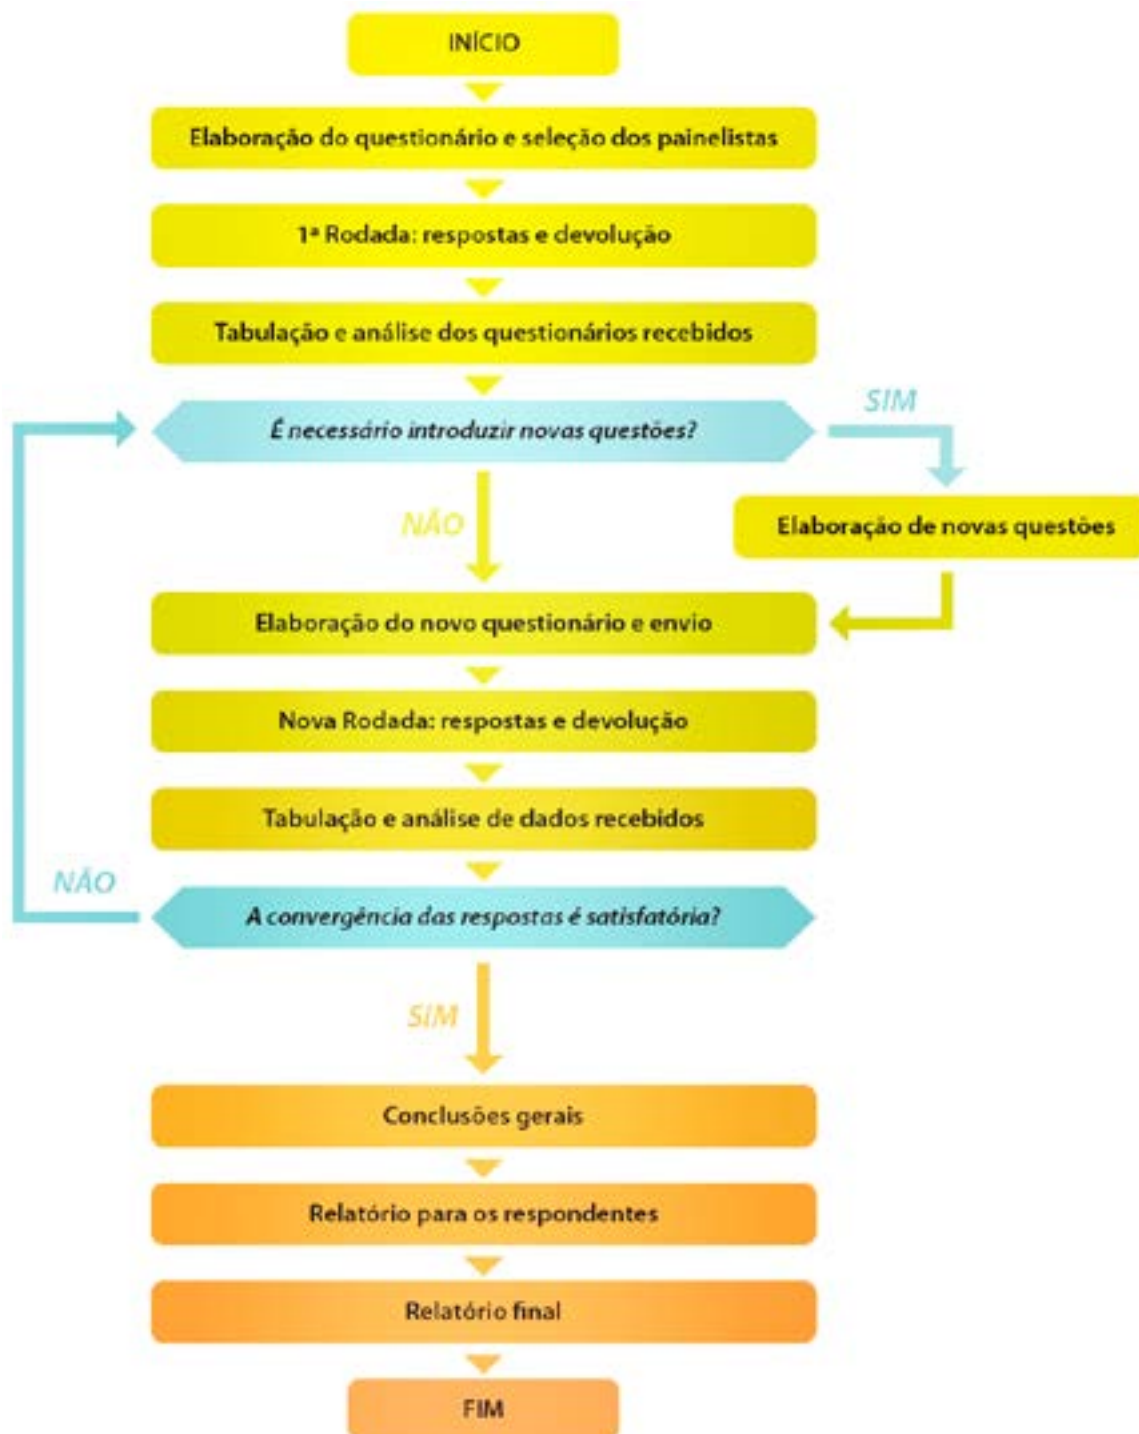 INÍCIO
Elaboração do questionário e seleção dos painelistas
1ª Rodada: respostas e devolução
Tabulação e análise dos questionários recebidos
É necessário introduzir novas questões?
SIM
NÃO
Elaboração de novas questões
Elaboração do novo questionário e envio
Nova Rodada: respostas e devolução
Tabulação e análise de dados recebidos
NÃO
A convergência das respostas é satisfatória?
SIM
Conclusões gerais
Relatório para os respondentes
Relatório final
FIM